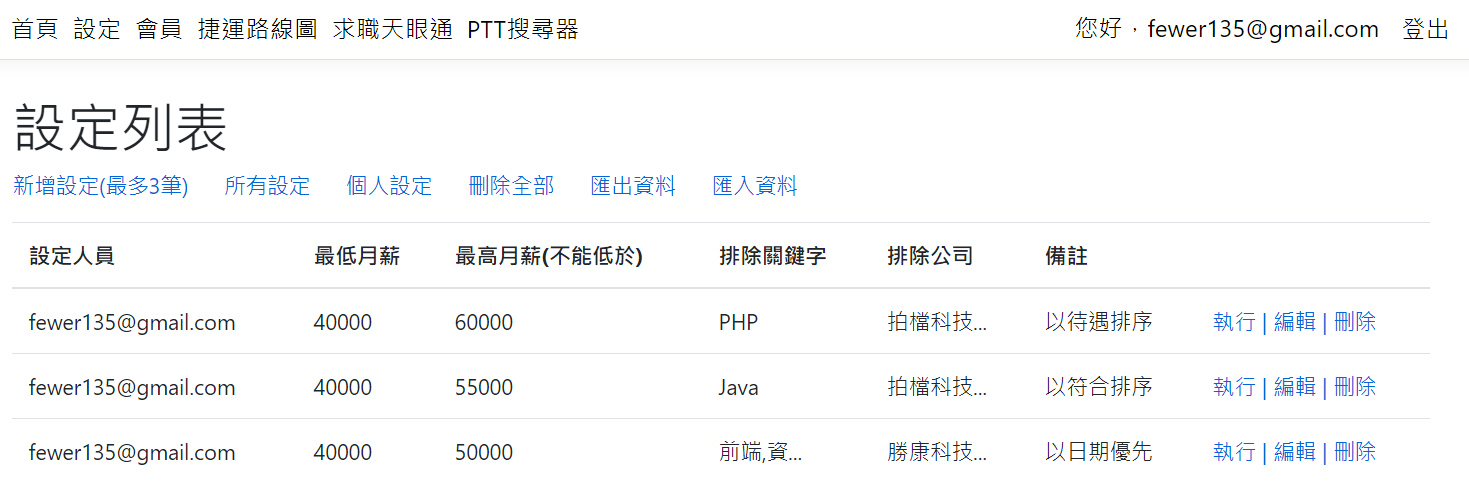 首頁 設定 會員 捷運路線圖 求職天眼通 PTT搜尋器 您好，fewer135@gmail.com 登出
設定列表
新增設定(最多3筆) 所有設定 個人設定 刪除全部 匯出資料 匯入資料
設定人員 最低月薪 最高月薪(不能低於) 排除關鍵字 排除公司 備註
fewer135@gmail.com 40000 60000 PHP 拍檔科技... 以待遇排序 執行 | 編輯 | 刪除
fewer135@gmail.com 40000 55000 Java 拍檔科技... 以符合排序 執行 | 編輯 | 刪除
fewer135@gmail.com 40000 50000 前端,資... 勝康科技... 以日期優先 執行 | 編輯 | 刪除